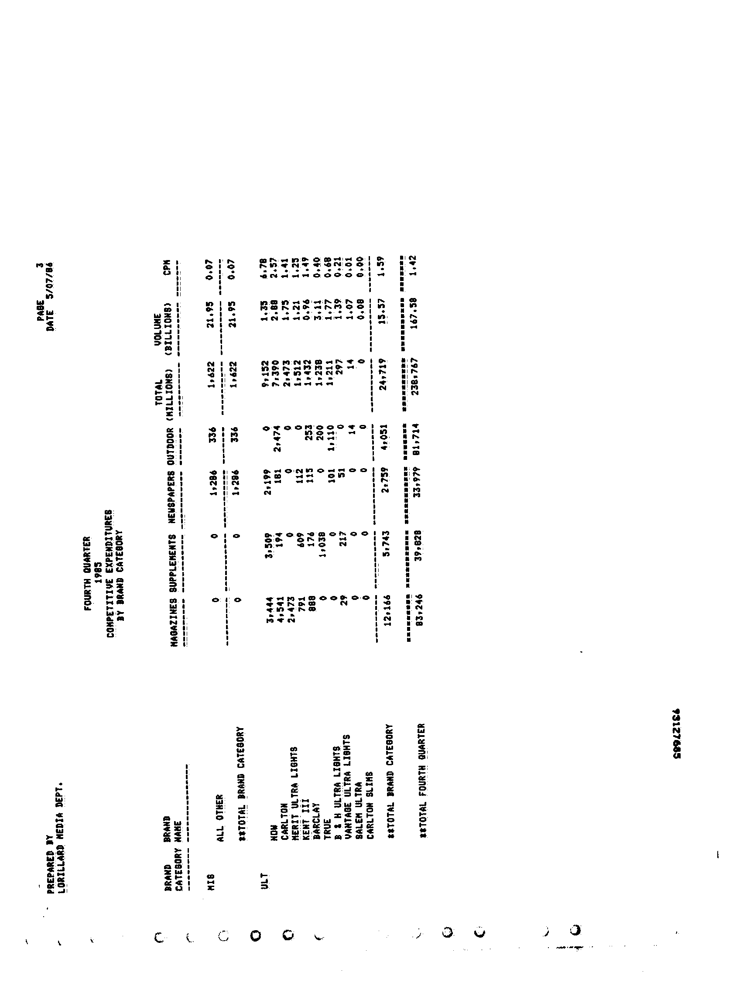 PREPARED BY PAGE 3
LORILLARD MEDIA DEPT. DATE 5/07/86
FOURTH QUARTER
1985
COMPETITIVE EXPENDITURES
BY BRAND CATEGORY
BRAND BRAND TOTAL VOLUME
CATEGORY NAME MAGAZINES SUPPLEMENTS NEWSPAPERS OUTDOOR (MILLIONS) (BILLIONS) CPM
MIS ALL OTHER 0 0 1,286 336 1,622 21.95 0.07
**TOTAL BRAND CATEGORY 0 0 1,286 336 1,622 21.95 0.07
ULT NOW 3,444 3,509 2,199 0 9,152 1.35 6.78
CARLTON 4,541 194 181 2,474 7,390 2.88 2.57
MERIT ULTRA LIGHTS 2,473 0 0 0 2,473 1.75 1.41
KENT III 791 609 112 0 1,512 1.21 1.25
BARCLAY 888 176 115 253 1,432 0.96 1.49
TRUE 0 1,038 0 200 1,238 3.11 0.40
B & H ULTRA LIGHTS 0 0 101 1,110 1,211 1.77 0.68
VANTAGE ULTRA LIGHTS 29 217 51 0 297 1.39 0.21
SALEM ULTRA 0 0 0 14 14 1.07 0.01
CARLTON SLIMS 0 0 0 0 0 0.08 0.00
**TOTAL BRAND CATEGORY 12,166 5,743 2,759 4,051 24,719 15.57 1.59
**TOTAL FOURTH QUARTER 83,246 39,828 33,979 81,714 238,767 167.58 1.42
93127685